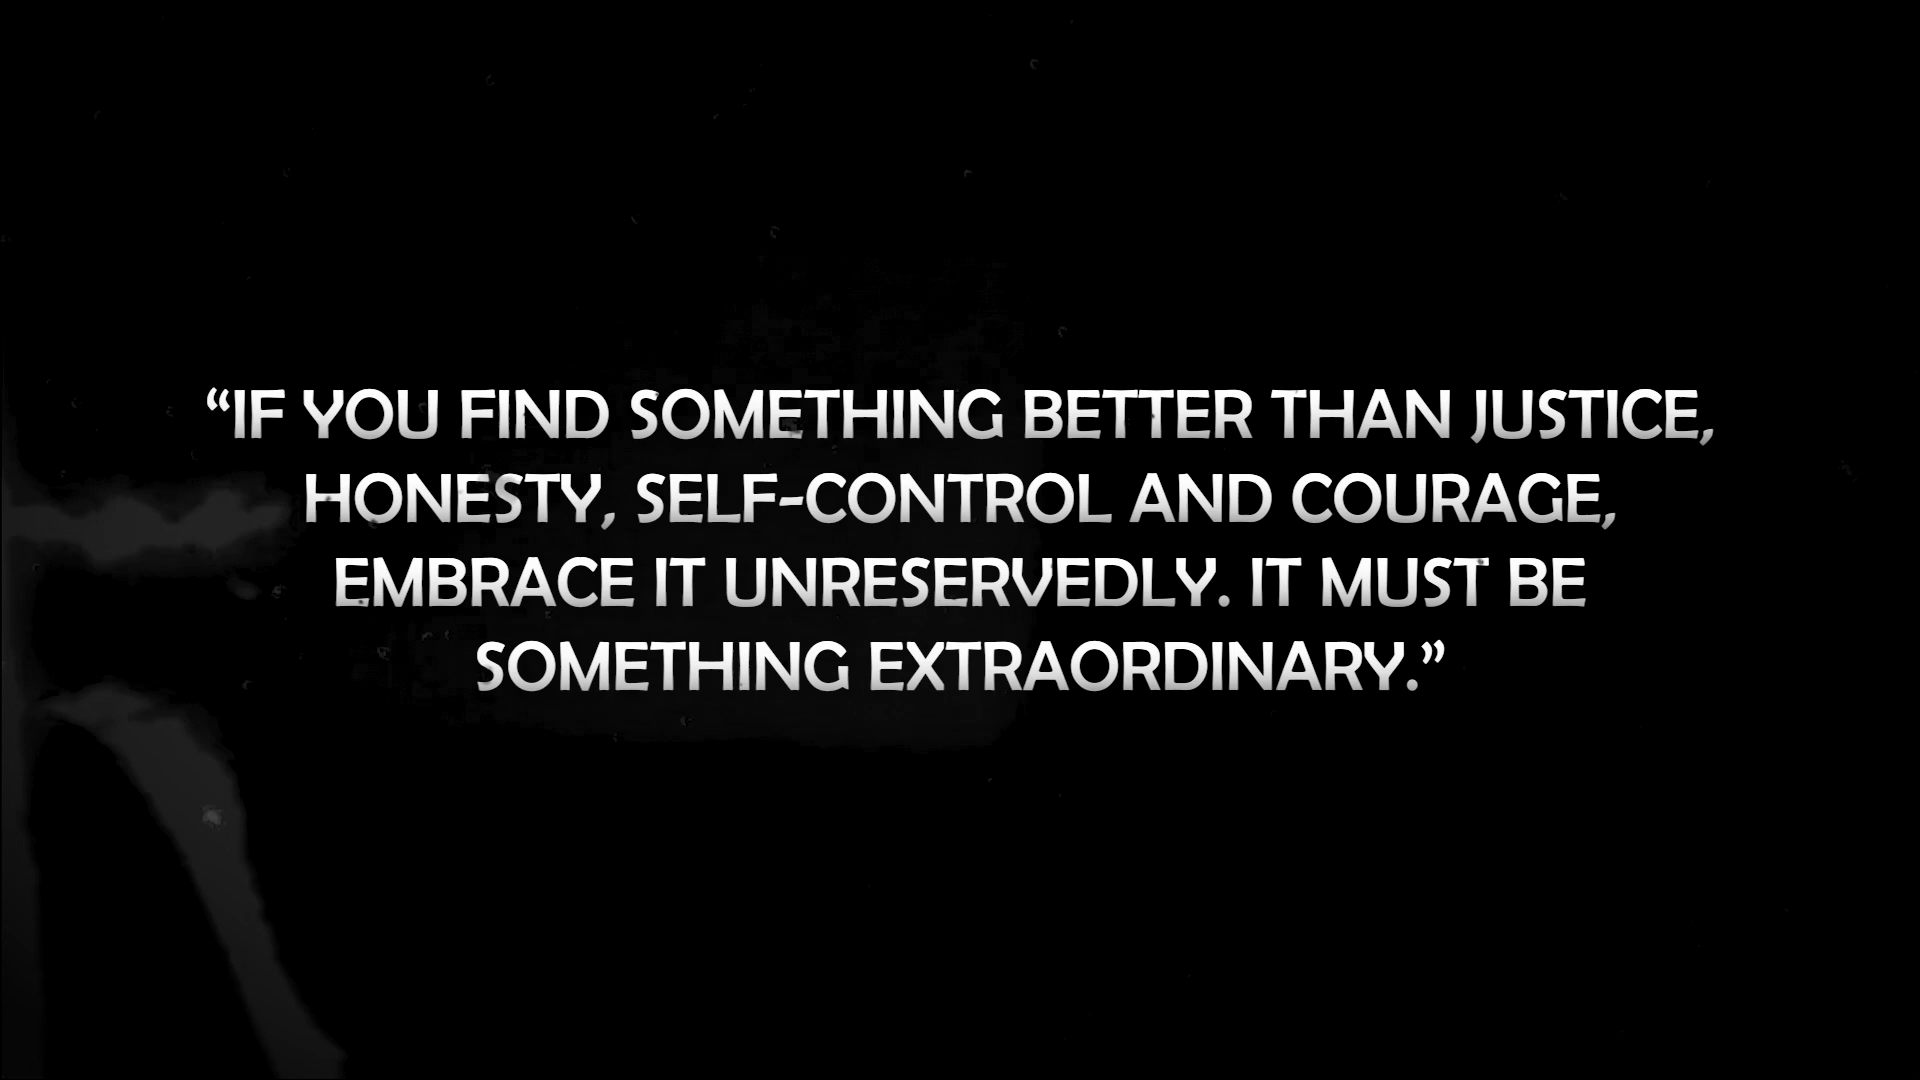 “IF YOU FIND SOMETHING BETTER THAN JUSTICE,
HONESTY, SELF-CONTROL AND COURAGE,
EMBRACE IT UNRESERVEDLY. IT MUST BE
SOMETHING EXTRAORDINARY.”